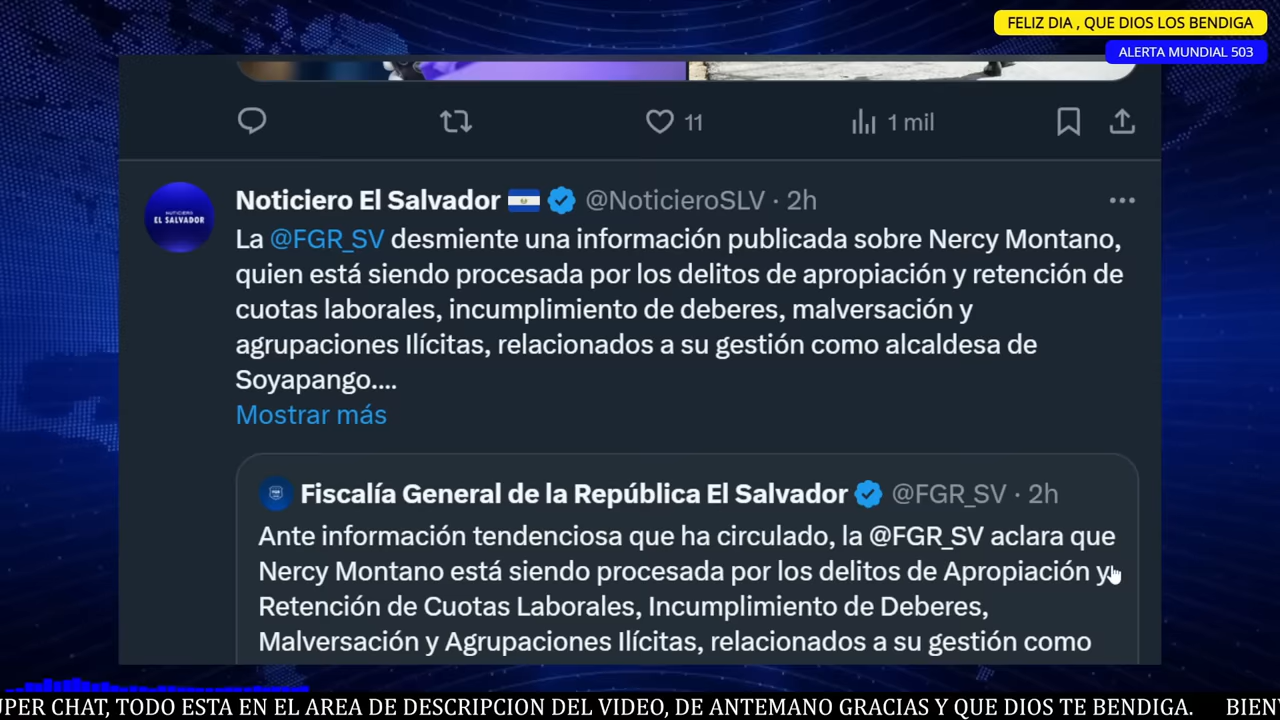 FELIZ DIA , QUE DIOS LOS BENDIGA
ALERTA MUNDIAL 503
11
1 mil
NOTICIERO
EL SALVADOR
Noticiero El Salvador @NoticieroSLV · 2h
La @FGR_SV desmiente una información publicada sobre Nercy Montano,
quien está siendo procesada por los delitos de apropiación y retención de
cuotas laborales, incumplimiento de deberes, malversación y
agrupaciones Ilícitas, relacionados a su gestión como alcaldesa de
Soyapango....
Mostrar más
Fiscalía General de la República El Salvador @FGR_SV · 2h
Ante información tendenciosa que ha circulado, la @FGR_SV aclara que
Nercy Montano está siendo procesada por los delitos de Apropiación y
Retención de Cuotas Laborales, Incumplimiento de Deberes,
Malversación y Agrupaciones Ilícitas, relacionados a su gestión como
UPER CHAT, TODO ESTA EN EL AREA DE DESCRIPCION DEL VIDEO, DE ANTEMANO GRACIAS Y QUE DIOS TE BENDIGA. BIEN